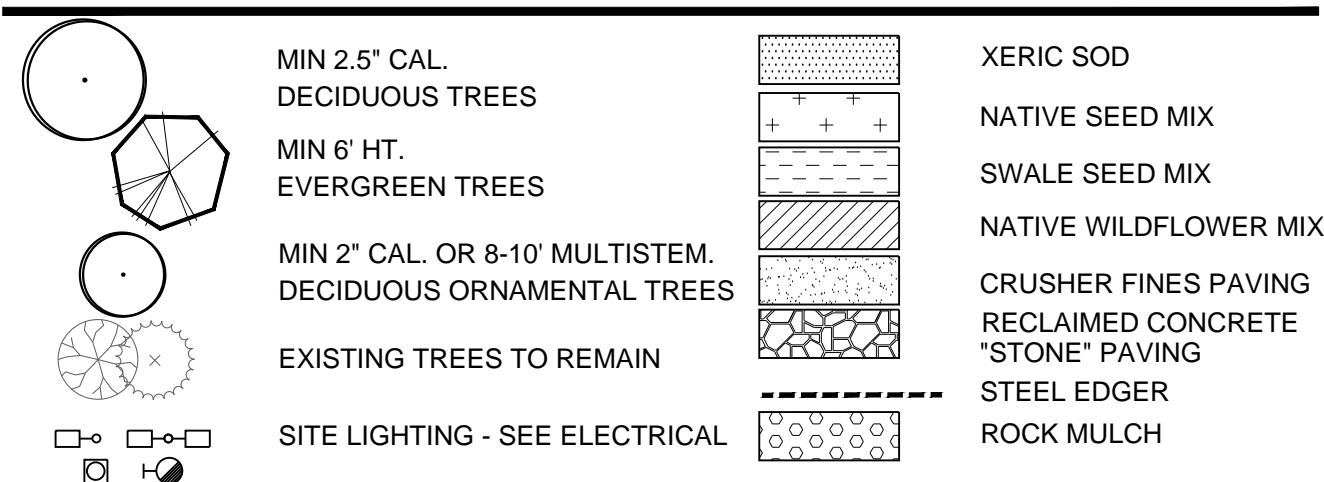 MIN 2.5" CAL.
DECIDUOUS TREES
MIN 6' HT.
EVERGREEN TREES
MIN 2" CAL. OR 8-10' MULTISTEM.
DECIDUOUS ORNAMENTAL TREES
EXISTING TREES TO REMAIN
SITE LIGHTING - SEE ELECTRICAL
XERIC SOD
NATIVE SEED MIX
SWALE SEED MIX
NATIVE WILDFLOWER MIX
CRUSHER FINES PAVING
RECLAIMED CONCRETE
"STONE" PAVING
STEEL EDGER
ROCK MULCH